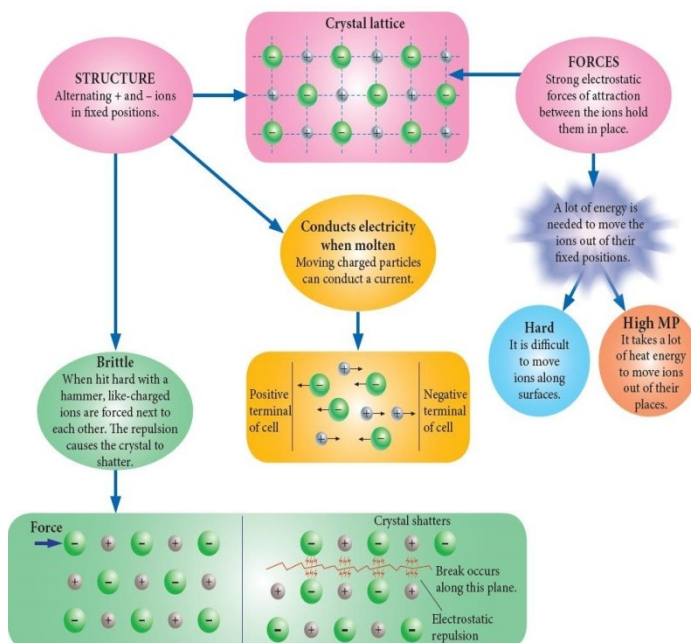 Crystal lattice
STRUCTURE
Alternating + and – ions
in fixed positions.
FORCES
Strong electrostatic
forces of attraction
between the ions hold
them in place.
A lot of energy is
needed to move the
ions out of their
fixed positions.
Conducts electricity
when molten
Moving charged particles
can conduct a current.
Hard
It is difficult
to move
ions along
surfaces.
High MP
It takes a lot
of heat energy
to move ions
out of their
places.
Brittle
When hit hard with a
hammer, like-charged
ions are forced next to
each other. The repulsion
causes the crystal to
shatter.
Positive
terminal
of cell
Negative
terminal
of cell
Force
Crystal shatters
Break occurs
along this plane.
Electrostatic
repulsion